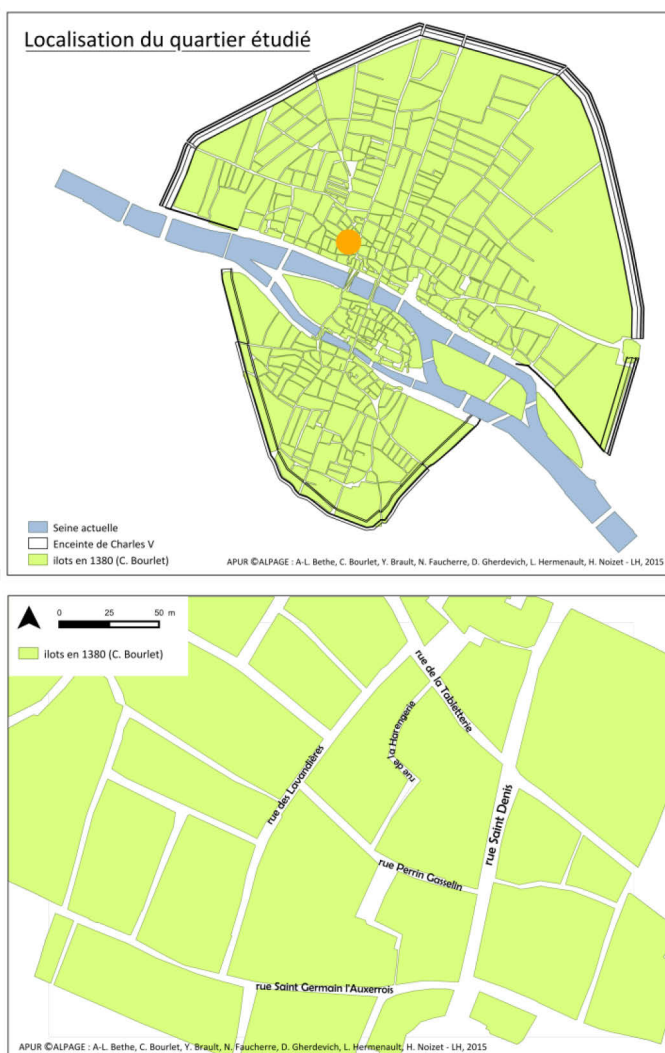 Localisation du quartier étudié
Seine actuelle
Enceinte de Charles V
ilots en 1380 (C. Bourlet)
APUR ©ALPAGE : A-L. Bethe, C. Bourlet, Y. Brault, N. Faucherre, D. Gherdevich, L. Hermenault, H. Noizet - LH, 2015
0 25 50 m
ilots en 1380 (C. Bourlet)
rue de la Tabletterie
rue de la Harengerie
rue des Lavandières
rue Saint Denis
rue Perrin Gasselin
rue Saint Germain l'Auxerrois
APUR ©ALPAGE : A-L. Bethe, C. Bourlet, Y. Brault, N. Faucherre, D. Gherdevich, L. Hermenault, H. Noizet - LH, 2015